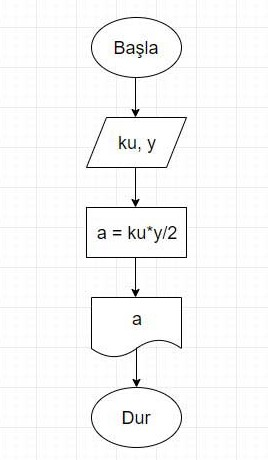 Başla
ku, y
a = ku*y/2
a
Dur